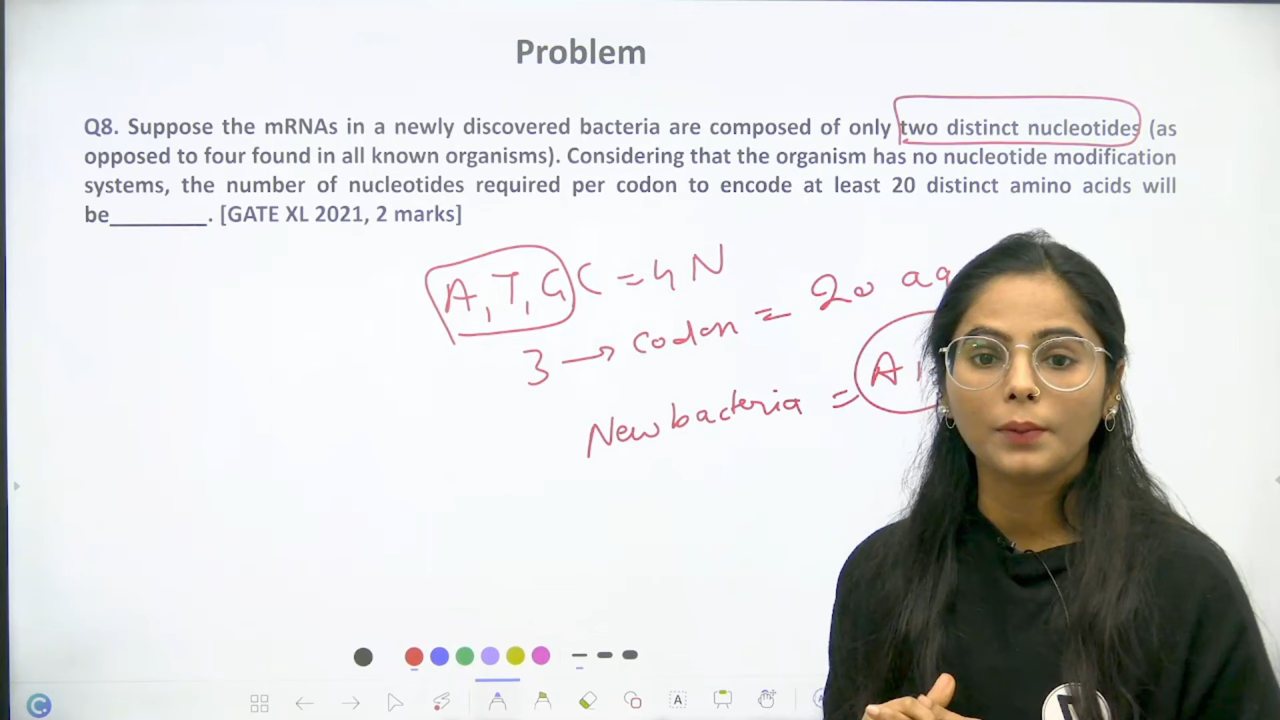 Problem
Q8. Suppose the mRNAs in a newly discovered bacteria are composed of only two distinct nucleotides (as
opposed to four found in all known organisms). Considering that the organism has no nucleotide modification
systems, the number of nucleotides required per codon to encode at least 20 distinct amino acids will
be________. [GATE XL 2021, 2 marks]
A, T, G C = 4 N
3 → codon = 20 aq
New bacteria = A,
A